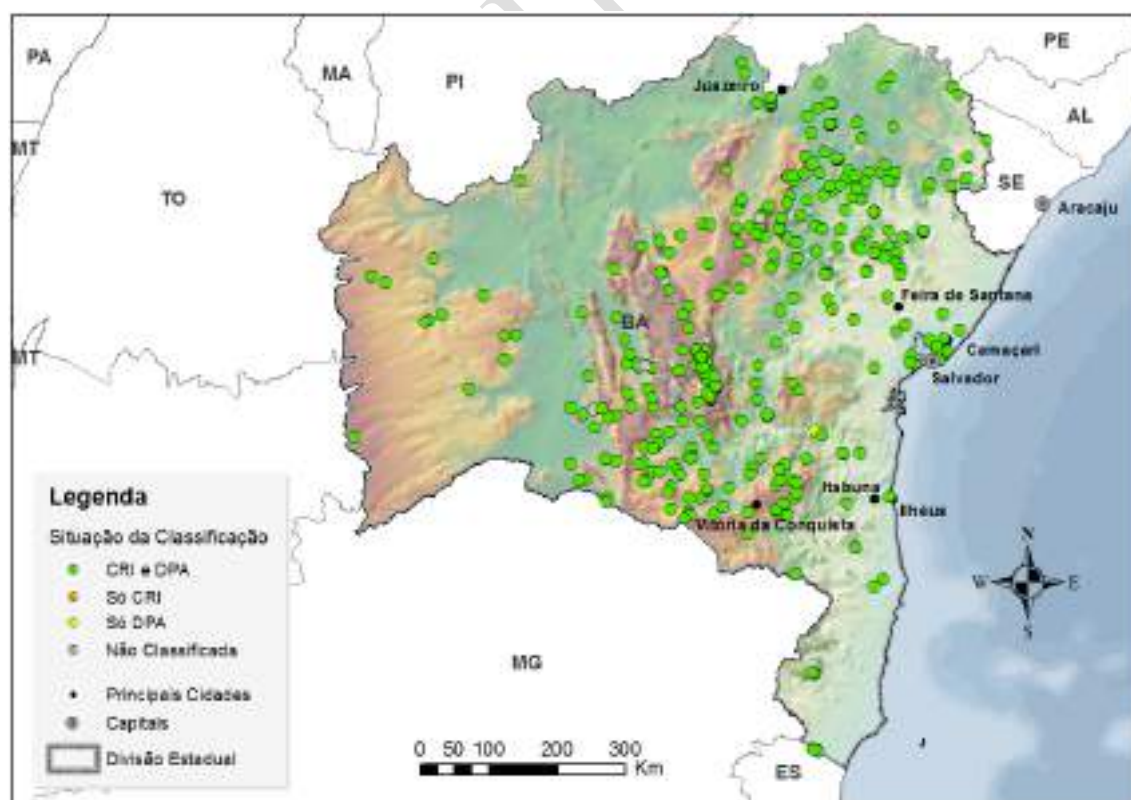 PA
MA
PI
PE
AL
MT
TO
SE
Juazeiro
Aracaju
Feira de Santana
BA
MT
Camaçari
Salvador
Itabuna
Ilhéus
Vitória da Conquista
Legenda
Situação da Classificação
CRI e DPA
Só CRI
Só DPA
Não Classificada
Principais Cidades
Capitais
Divisão Estadual
N
W E
S
MG
0 50 100 200 300
Km
ES